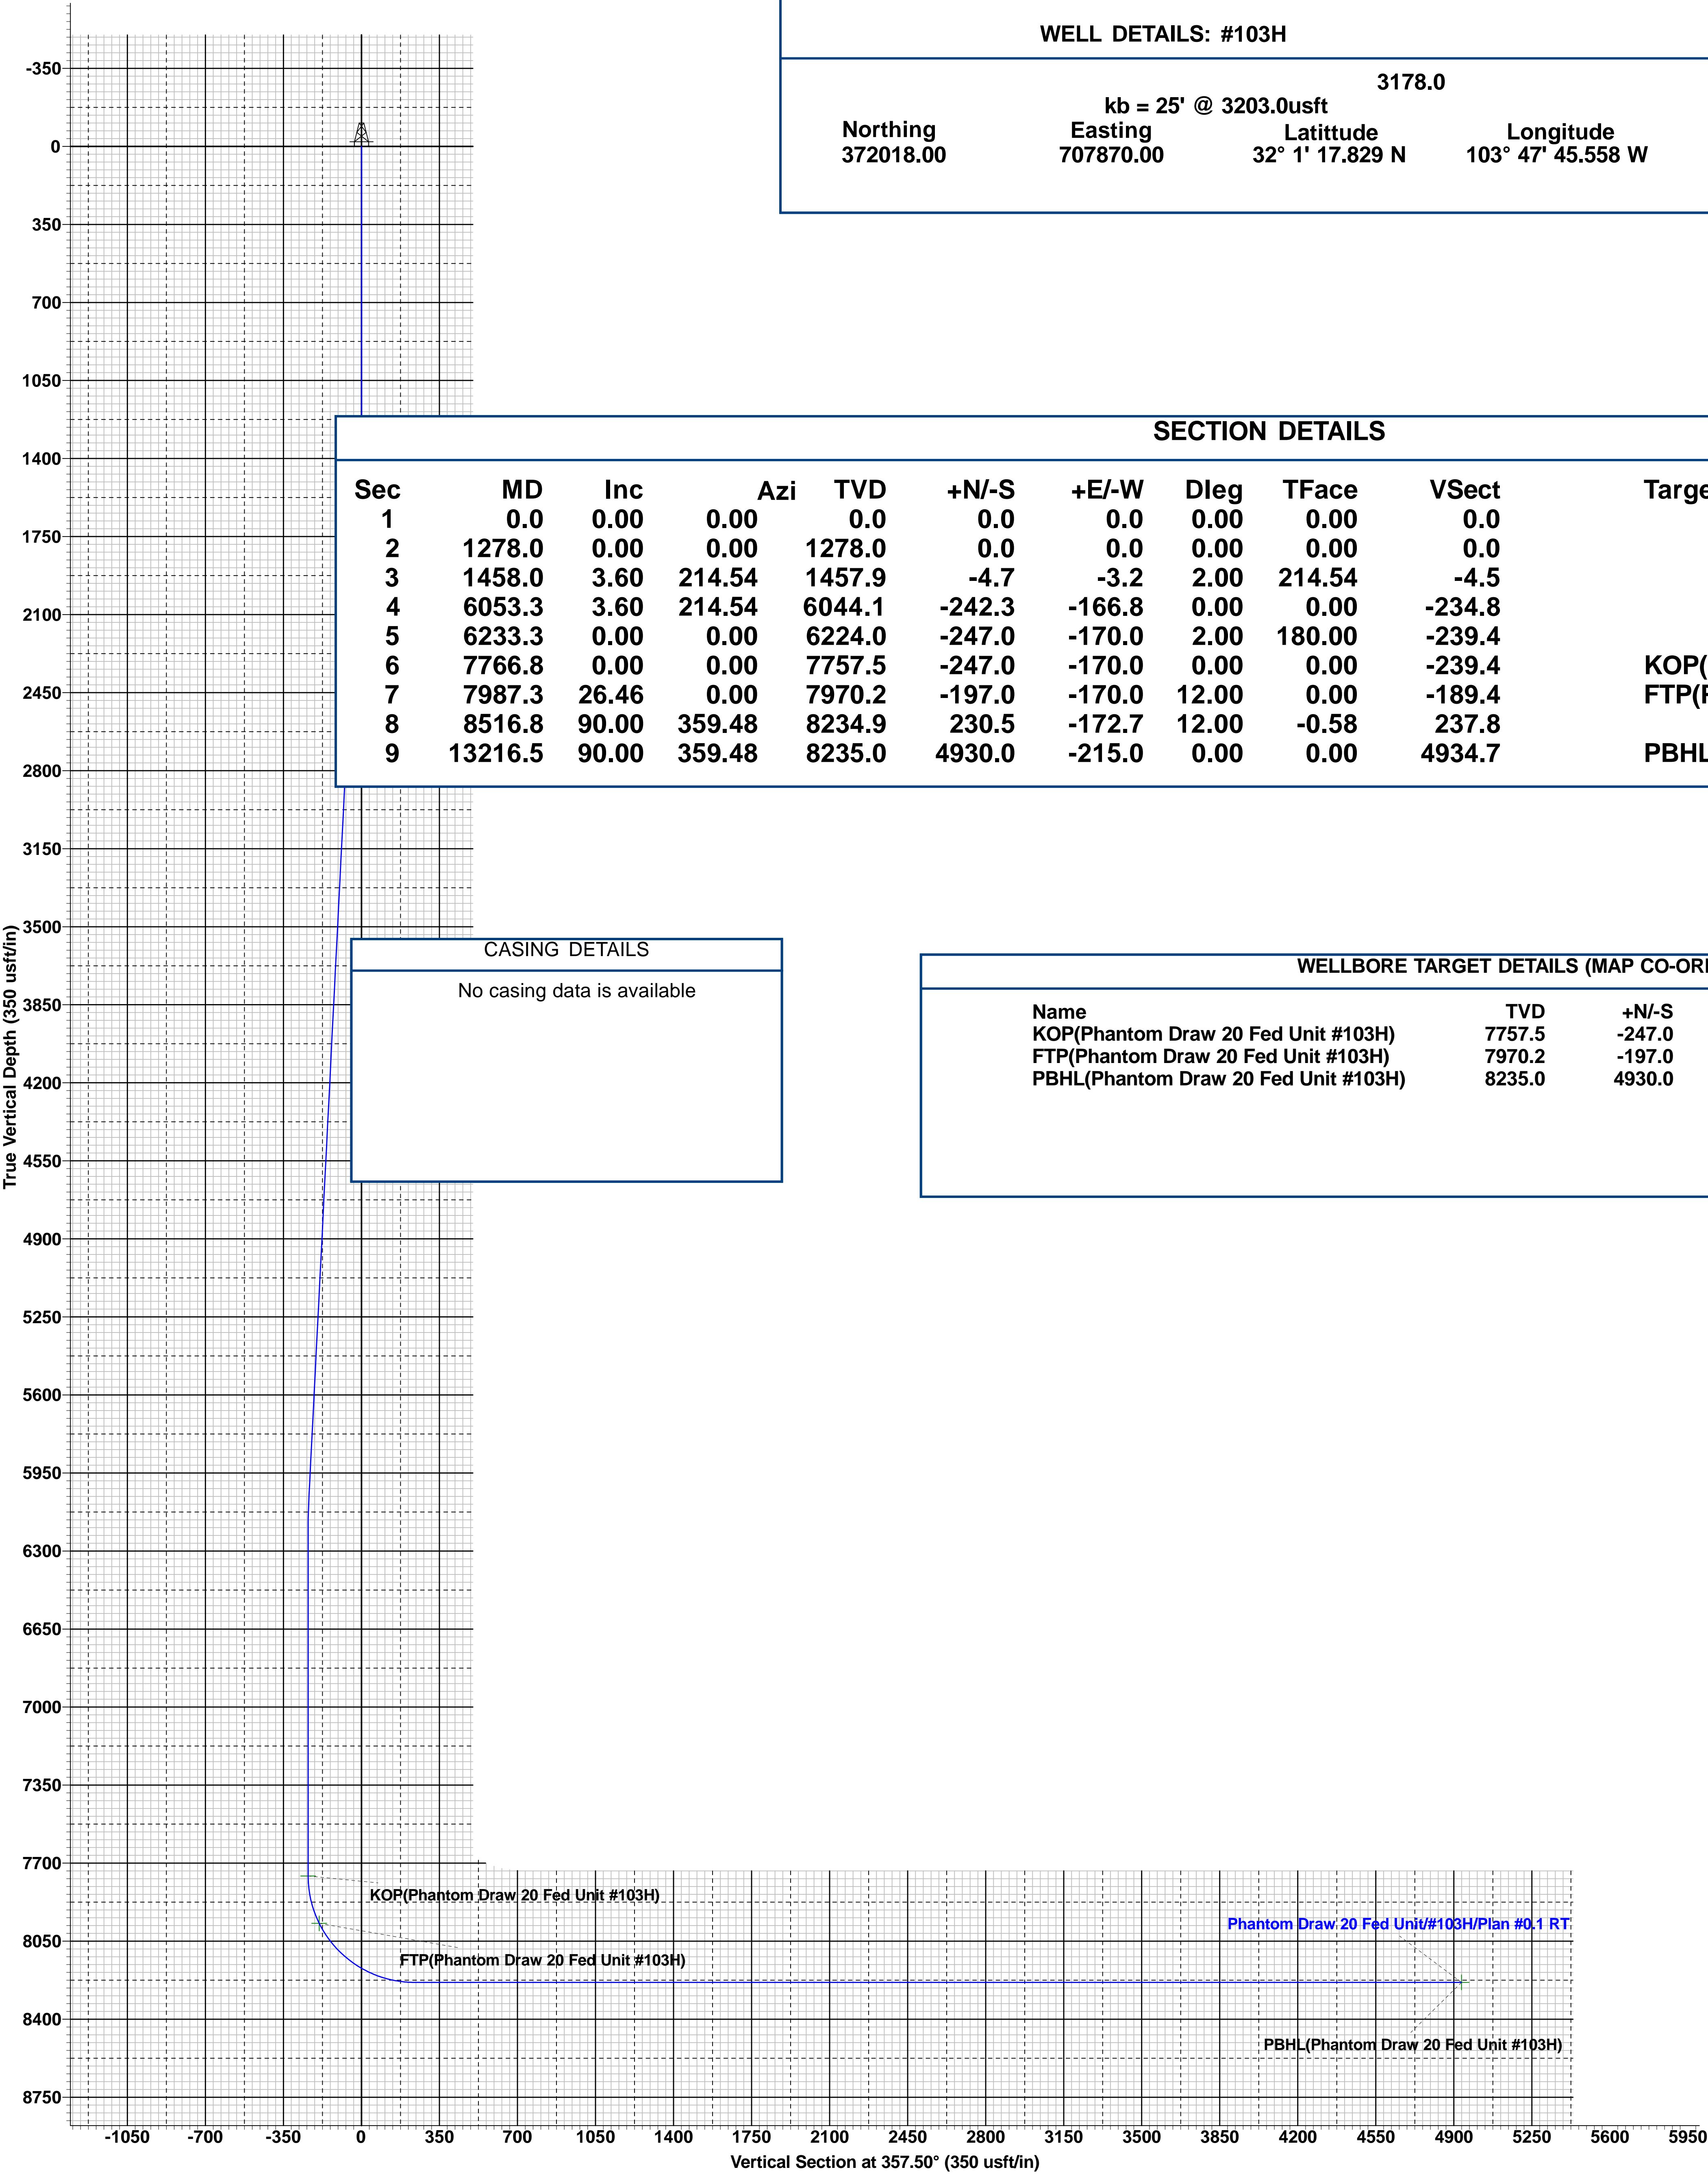 WELL DETAILS: #103H
3178.0
kb = 25' @ 3203.0usft
Northing Easting Latittude Longitude
372018.00 707870.00 32° 1' 17.829 N 103° 47' 45.558 W
-350
0
350
700
1050
1400
1750
2100
2450
2800
3150
3500
3850
4200
4550
4900
5250
5600
5950
6300
6650
7000
7350
7700
8050
8400
8750
True Vertical Depth (350 usft/in)
SECTION DETAILS
Sec MD Inc Azi TVD +N/-S +E/-W Dleg TFace VSect Targe
1 0.0 0.00 0.00 0.0 0.0 0.0 0.00 0.00 0.0
2 1278.0 0.00 0.00 1278.0 0.0 0.0 0.00 0.00 0.0
3 1458.0 3.60 214.54 1457.9 -4.7 -3.2 2.00 214.54 -4.5
4 6053.3 3.60 214.54 6044.1 -242.3 -166.8 0.00 0.00 -234.8
5 6233.3 0.00 0.00 6224.0 -247.0 -170.0 2.00 180.00 -239.4
6 7766.8 0.00 0.00 7757.5 -247.0 -170.0 0.00 0.00 -239.4 KOP(
7 7987.3 26.46 0.00 7970.2 -197.0 -170.0 12.00 0.00 -189.4 FTP(
8 8516.8 90.00 359.48 8234.9 230.5 -172.7 12.00 -0.58 237.8
9 13216.5 90.00 359.48 8235.0 4930.0 -215.0 0.00 0.00 4934.7 PBHL
CASING DETAILS
No casing data is available
WELLBORE TARGET DETAILS (MAP CO-OR
Name TVD +N/-S
KOP(Phantom Draw 20 Fed Unit #103H) 7757.5 -247.0
FTP(Phantom Draw 20 Fed Unit #103H) 7970.2 -197.0
PBHL(Phantom Draw 20 Fed Unit #103H) 8235.0 4930.0
KOP(Phantom Draw 20 Fed Unit #103H)
Phantom Draw 20 Fed Unit/#103H/Plan #0.1 RT
FTP(Phantom Draw 20 Fed Unit #103H)
PBHL(Phantom Draw 20 Fed Unit #103H)
-1050 -700 -350 0 350 700 1050 1400 1750 2100 2450 2800 3150 3500 3850 4200 4550 4900 5250 5600 5950
Vertical Section at 357.50° (350 usft/in)